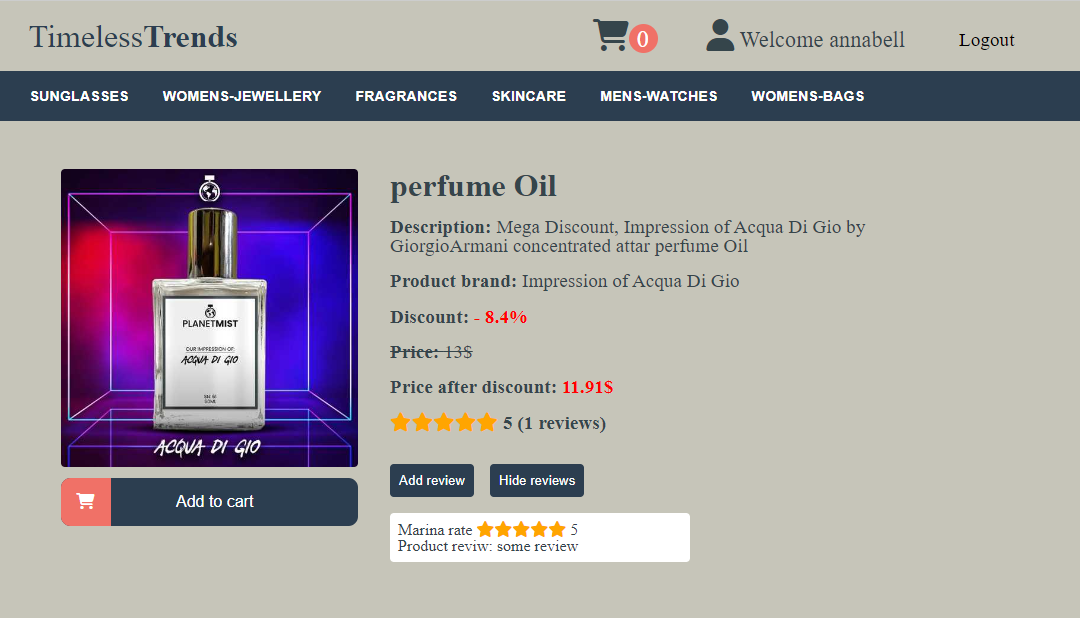 TimelessTrends
0
Welcome annabell
Logout
SUNGLASSES WOMENS-JEWELLERY FRAGRANCES SKINCARE MENS-WATCHES WOMENS-BAGS
PLANETMIST
OUR IMPRESSION OF:
ACQUA DI GIO
50ML
ACQUA DI GIO
Add to cart
perfume Oil
Description: Mega Discount, Impression of Acqua Di Gio by
GiorgioArmani concentrated attar perfume Oil
Product brand: Impression of Acqua Di Gio
Discount: - 8.4%
Price: 13$
Price after discount: 11.91$
5 (1 reviews)
Add review
Hide reviews
Marina rate 5
Product reviw: some review